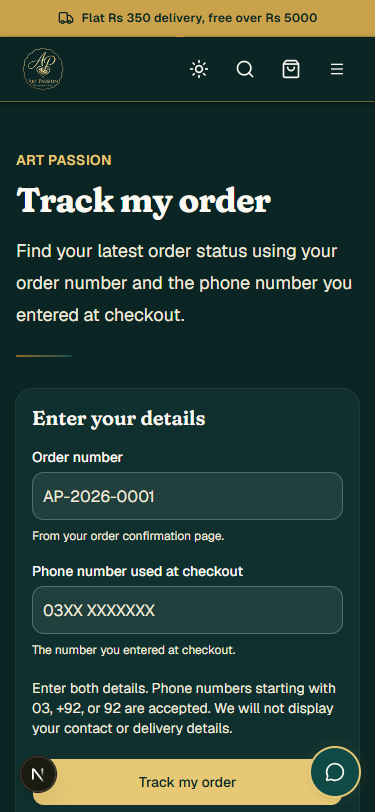 Flat Rs 350 delivery, free over Rs 5000
AP
ART PASSION
ART PASSION
Track my order
Find your latest order status using your
order number and the phone number you
entered at checkout.
Enter your details
Order number
AP-2026-0001
From your order confirmation page.
Phone number used at checkout
03XX XXXXXXX
The number you entered at checkout.
Enter both details. Phone numbers starting with
03, +92, or 92 are accepted. We will not display
your contact or delivery details.
N
Track my order